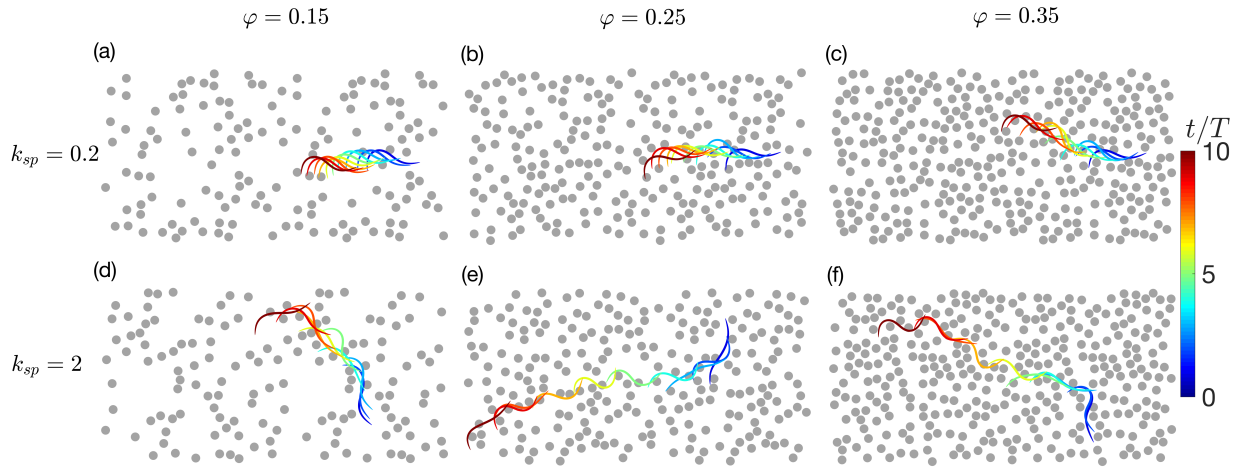 φ = 0.15
φ = 0.25
φ = 0.35
(a)
(b)
(c)
k_sp = 0.2
t/T
10
5
0
(d)
(e)
(f)
k_sp = 2